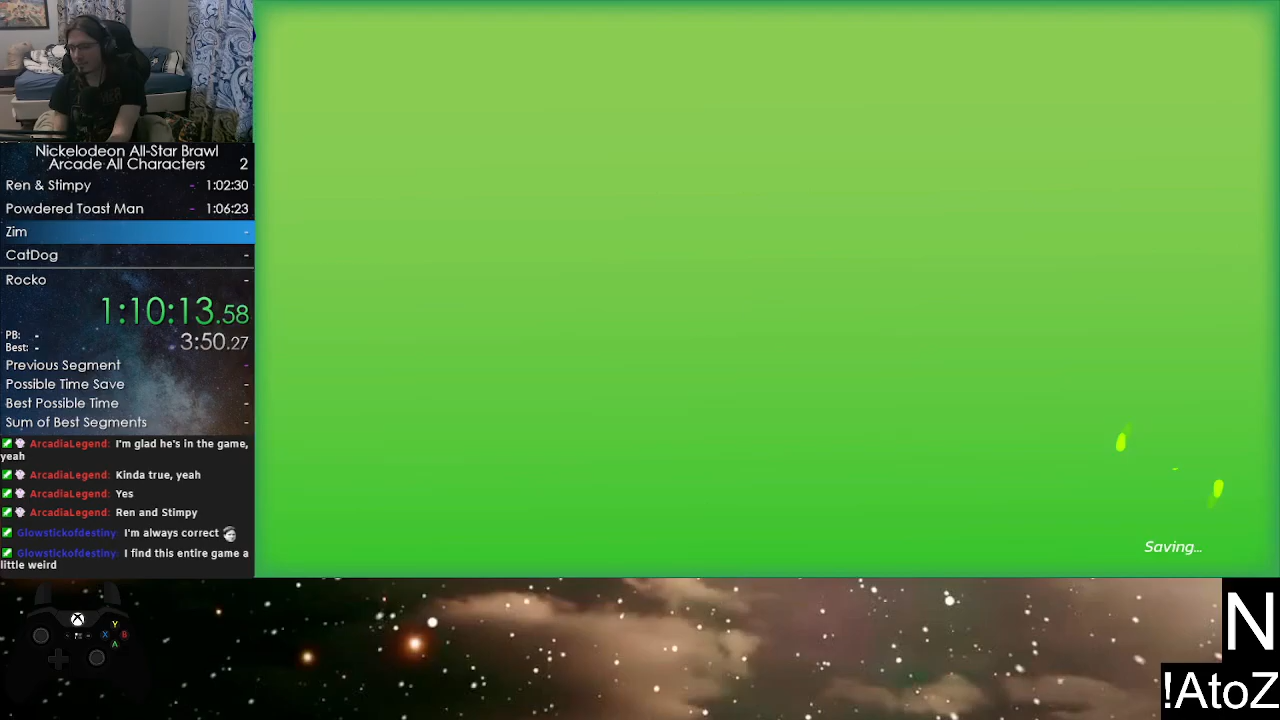 Nickelodeon All-Star Brawl
Arcade All Characters 2
Ren & Stimpy - 1:02:30
Powdered Toast Man - 1:06:23
Zim -
CatDog -
Rocko -
1:10:13.58
PB: -
3:50.27
Best: -
Previous Segment -
Possible Time Save -
Best Possible Time -
Sum of Best Segments -
ArcadiaLegend: I'm glad he's in the game,
yeah
ArcadiaLegend: Kinda true, yeah
ArcadiaLegend: Yes
ArcadiaLegend: Ren and Stimpy
Glowstickofdestiny: I'm always correct
Glowstickofdestiny: I find this entire game a
little weird
Saving...
Y
X B
A
N
!AtoZ